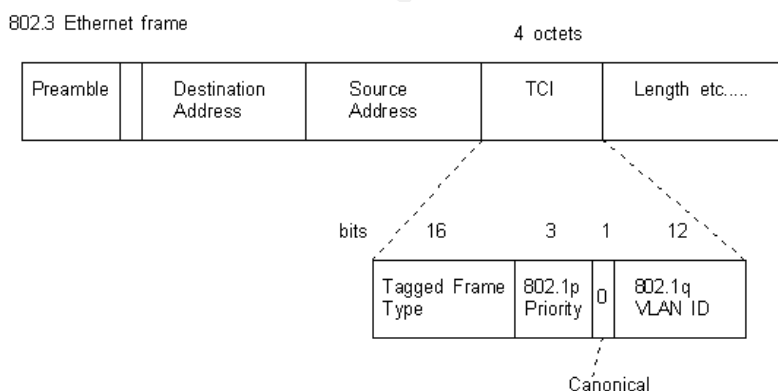 802.3 Ethernet frame
4 octets
Preamble
Destination
Address
Source
Address
TCI
Length etc.....
bits 16 3 1 12
Tagged Frame
Type
802.1p
Priority
0
802.1q
VLAN ID
Canonical